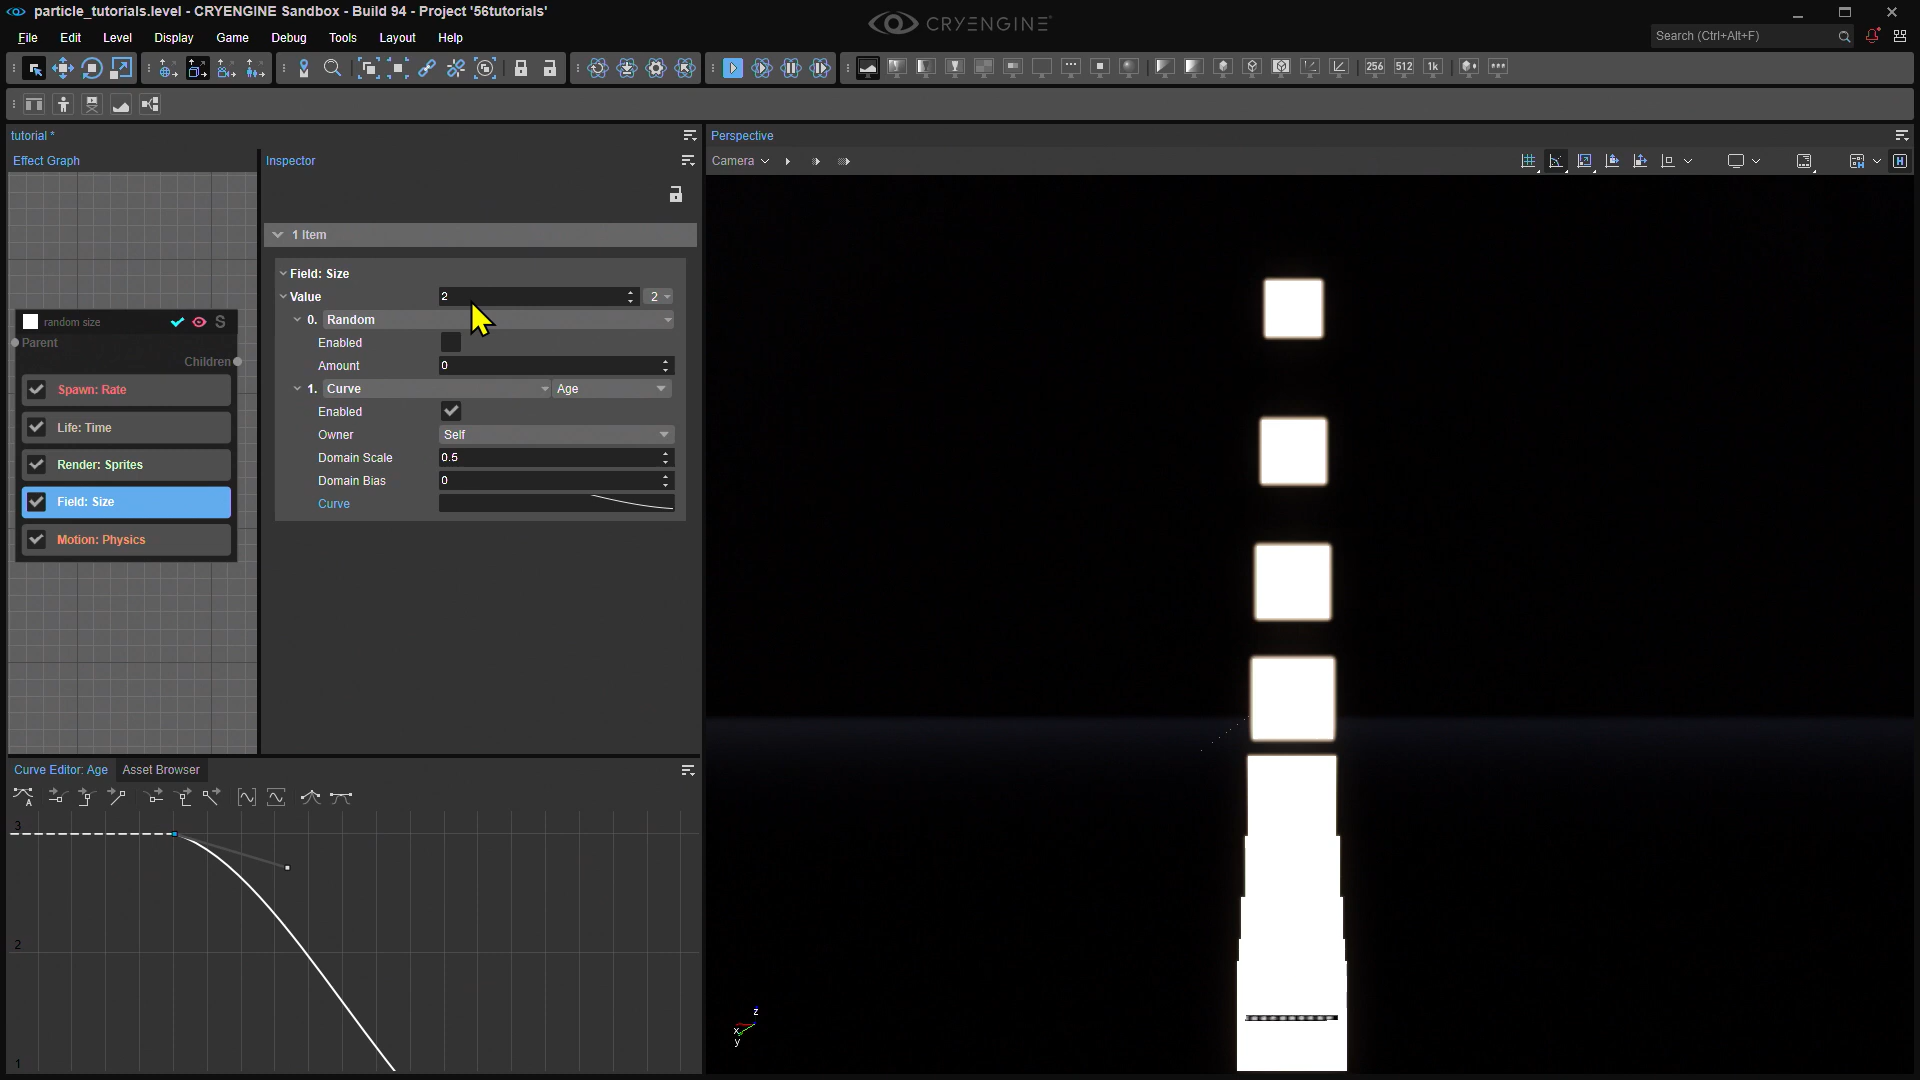 particle_tutorials.level - CRYENGINE Sandbox - Build 94 - Project '56tutorials'
CRYENGINE
File Edit Level Display Game Debug Tools Layout Help
Search (Ctrl+Alt+F)
256 512 1k
tutorial *
Perspective
Effect Graph
Inspector
Camera
1 Item
Field: Size
Value 2 2
random size S
0. Random
Parent
Enabled
Children
Amount 0
Spawn: Rate
1. Curve Age
Enabled
Life: Time
Owner Self
Domain Scale 0.5
Render: Sprites
Domain Bias 0
Field: Size
Curve
Motion: Physics
Curve Editor: Age Asset Browser
3
2
1
z
x
y